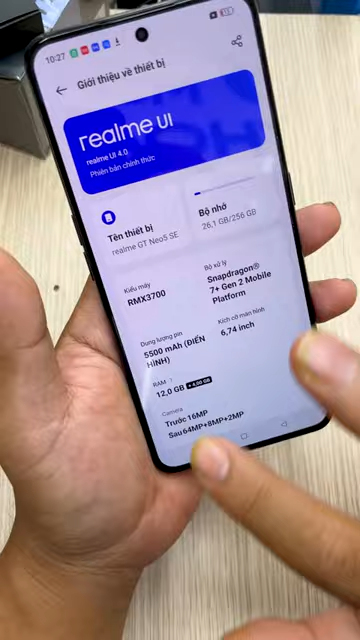 10:27
Giới thiệu về thiết bị
realme UI
realme UI 4.0
Phiên bản chính thức
Tên thiết bị
realme GT Neo5 SE
Bộ nhớ
26,1 GB/256 GB
Kiểu máy
RMX3700
Bộ xử lý
Snapdragon®
7+ Gen 2 Mobile
Platform
Dung lượng pin
5500 mAh (ĐIỂN
HÌNH)
Kích cỡ màn hình
6,74 inch
RAM
12,0 GB +4,00 GB
Camera
Trước 16MP
Sau64MP+8MP+2MP